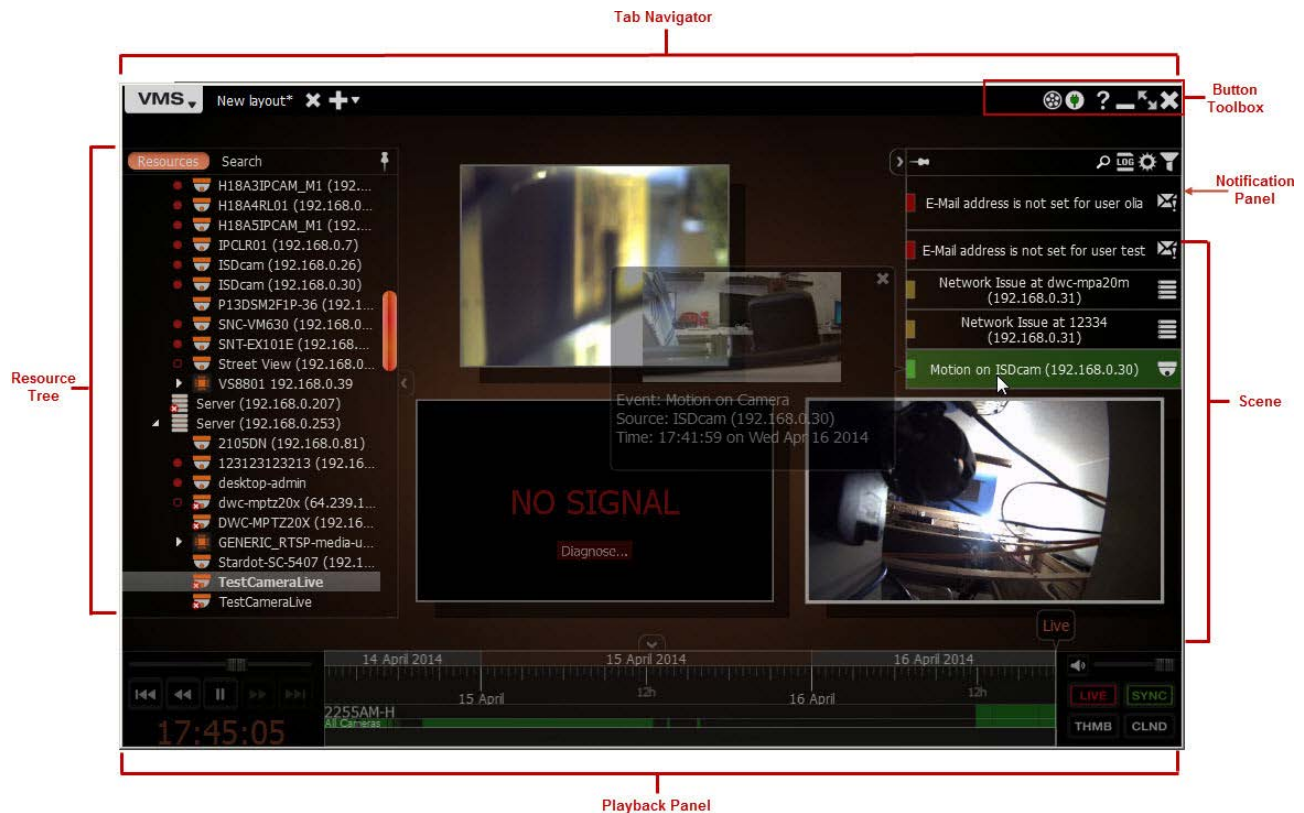 Tab Navigator
VMS New layout*
Button
Toolbox
Resources Search
H18A3IPCAM_M1 (192....
H18A4RL01 (192.168.0...
H18A5IPCAM_M1 (192....
IPCLR01 (192.168.0.7)
ISDcam (192.168.0.26)
ISDcam (192.168.0.30)
P13DSM2F1P-36 (192.1...
SNC-VM630 (192.168.0...
SNT-EX101E (192.168....
Street View (192.168.0...
VS8801 192.168.0.39
Server (192.168.0.207)
Server (192.168.0.253)
2105DN (192.168.0.81)
123123123213 (192.16...
desktop-admin
dwc-mptz20x (64.239.1...
DWC-MPTZ20X (192.16...
GENERIC_RTSP-media-u...
Stardot-SC-5407 (192.1...
TestCameraLive
TestCameraLive
Resource
Tree
Event: Motion on Camera
Source: ISDcam (192.168.0.30)
Time: 17:41:59 on Wed Apr 16 2014
NO SIGNAL
Diagnose...
LOG
E-Mail address is not set for user olia
E-Mail address is not set for user test
Network Issue at dwc-mpa20m
(192.168.0.31)
Network Issue at 12334
(192.168.0.31)
Motion on ISDcam (192.168.0.30)
Notification
Panel
Scene
Live
14 April 2014 15 April 2014 16 April 2014
15 April 12h 16 April 12h
2255AM-H
All Cameras
17:45:05
LIVE SYNC
THMB CLND
Playback Panel